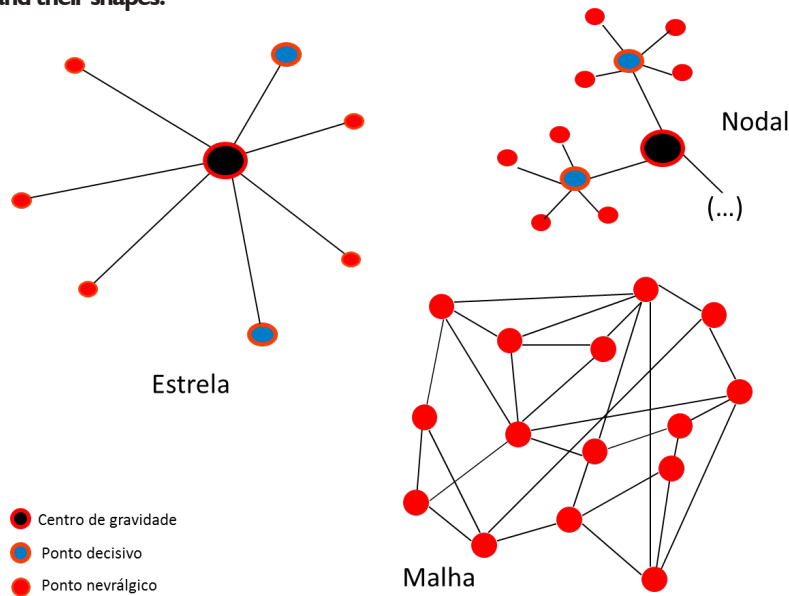 and their shapes.
Nodal
(...)
Estrela
Centro de gravidade
Ponto decisivo
Ponto nevrálgico
Malha